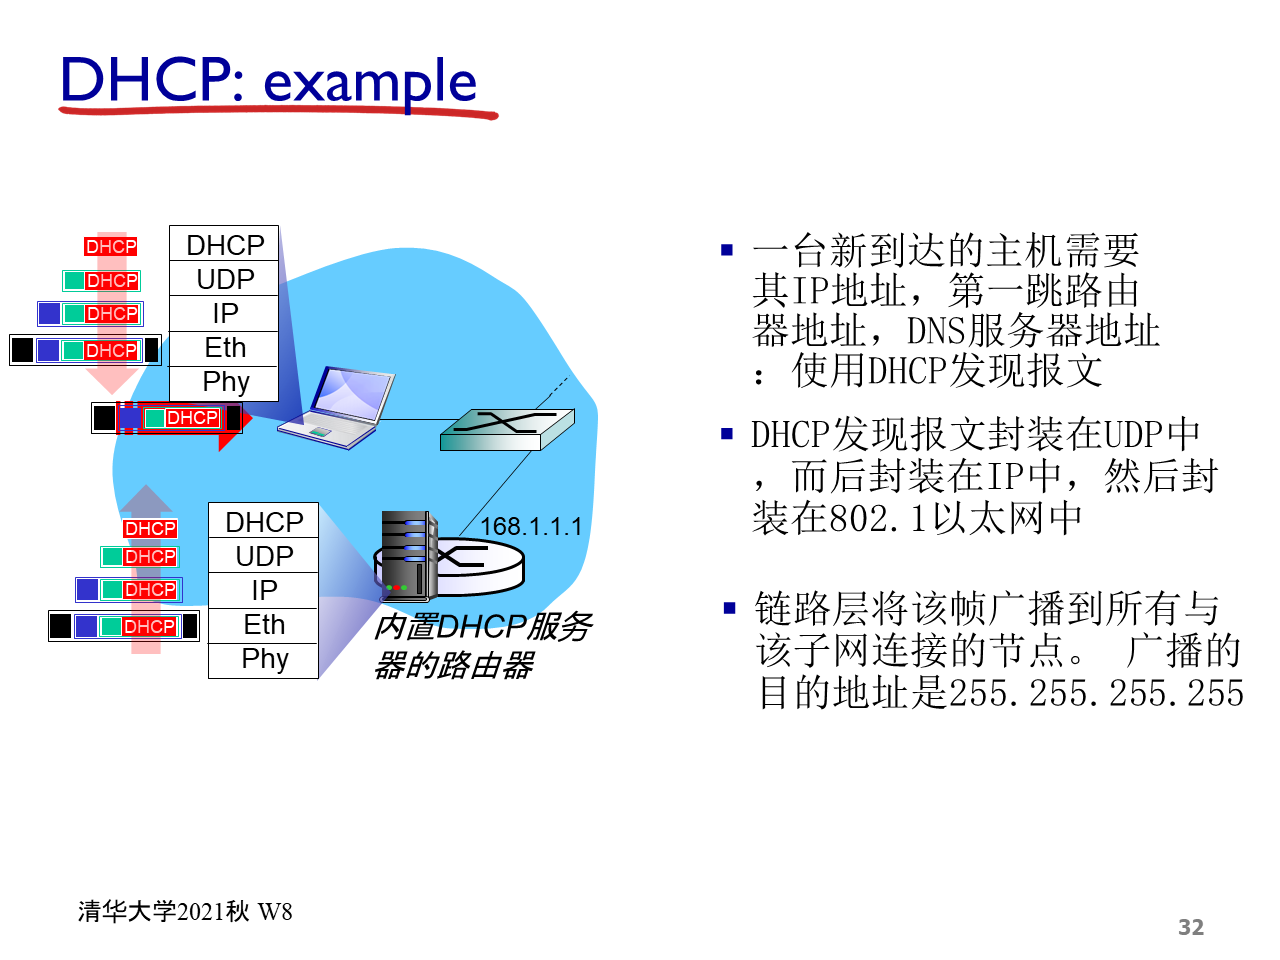 DHCP: example
DHCP
DHCP
DHCP
DHCP
DHCP
DHCP
UDP
IP
Eth
Phy
DHCP
DHCP
DHCP
DHCP
DHCP
UDP
IP
Eth
Phy
168.1.1.1
内置DHCP服务
器的路由器
一台新到达的主机需要
其IP地址，第一跳路由
器地址，DNS服务器地址
：使用DHCP发现报文
DHCP发现报文封装在UDP中
，而后封装在IP中，然后封
装在802.1以太网中
链路层将该帧广播到所有与
该子网连接的节点。 广播的
目的地址是255.255.255.255
清华大学2021秋 W8
32